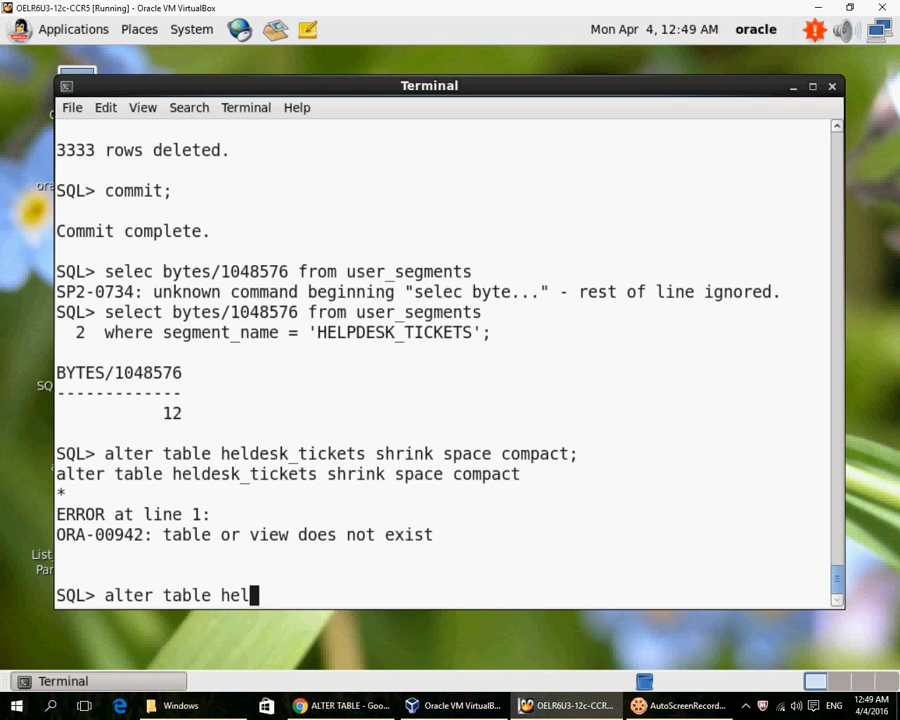 OELR6U3-12c-CCR5 [Running] - Oracle VM VirtualBox
Applications Places System Mon Apr 4, 12:49 AM oracle
Terminal
File Edit View Search Terminal Help
3333 rows deleted.
SQL> commit;
Commit complete.
SQL> selec bytes/1048576 from user_segments
SP2-0734: unknown command beginning "selec byte..." - rest of line ignored.
SQL> select bytes/1048576 from user_segments
2 where segment_name = 'HELPDESK_TICKETS';
BYTES/1048576
-------------
12
SQL> alter table heldesk_tickets shrink space compact;
alter table heldesk_tickets shrink space compact
*
ERROR at line 1:
ORA-00942: table or view does not exist
SQL> alter table hel
ora
SQ
List
Par
Terminal
Windows ALTER TABLE - Goo... Oracle VM VirtualB... OELR6U3-12c-CCR... AutoScreenRecord... ENG 12:49 AM
4/4/2016